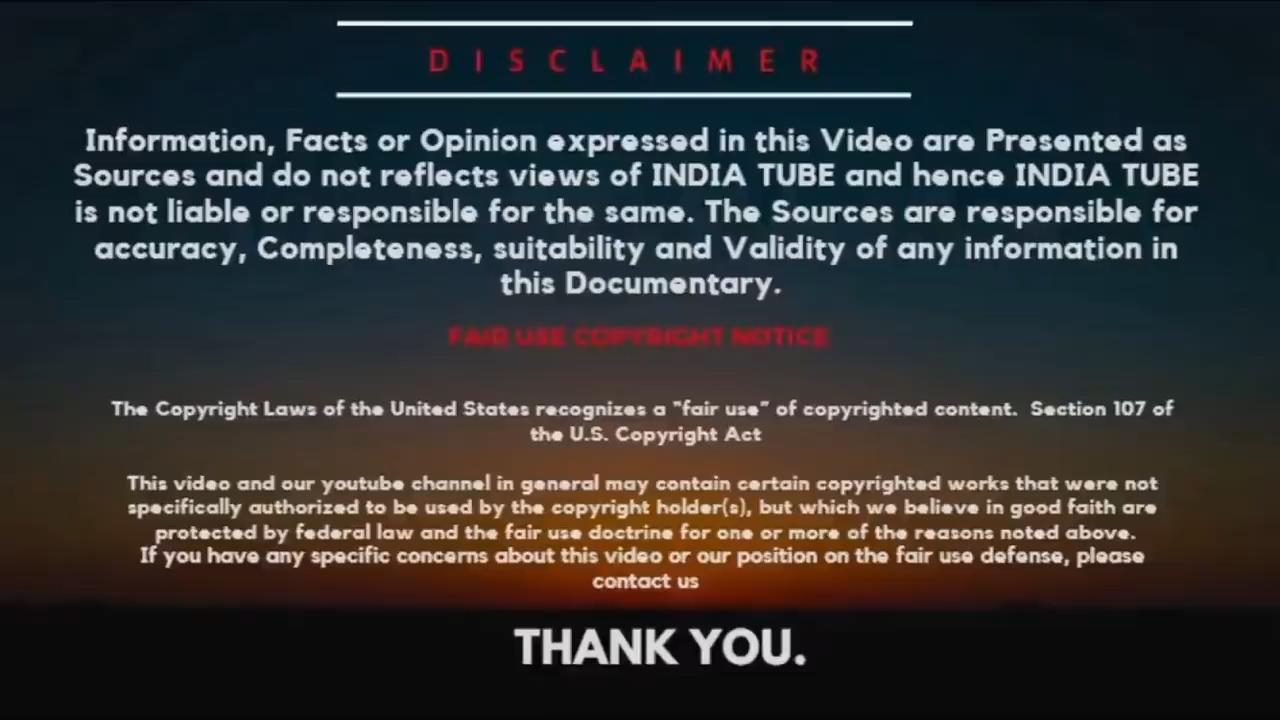 DISCLAIMER
Information, Facts or Opinion expressed in this Video are Presented as
Sources and do not reflects views of INDIA TUBE and hence INDIA TUBE
is not liable or responsible for the same. The Sources are responsible for
accuracy, Completeness, suitability and Validity of any information in
this Documentary.
FAIR USE COPYRIGHT NOTICE
The Copyright Laws of the United States recognizes a "fair use" of copyrighted content. Section 107 of
the U.S. Copyright Act
This video and our youtube channel in general may contain certain copyrighted works that were not
specifically authorized to be used by the copyright holder(s), but which we believe in good faith are
protected by federal law and the fair use doctrine for one or more of the reasons noted above.
If you have any specific concerns about this video or our position on the fair use defense, please
contact us
THANK YOU.